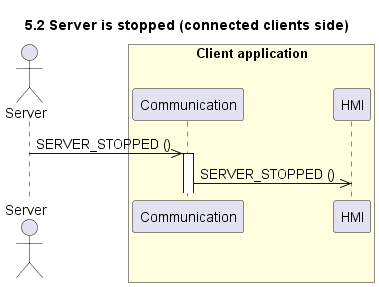 5.2 Server is stopped (connected clients side)
Client application
Server
Communication
HMI
SERVER_STOPPED ()
SERVER_STOPPED ()
Server
Communication
HMI